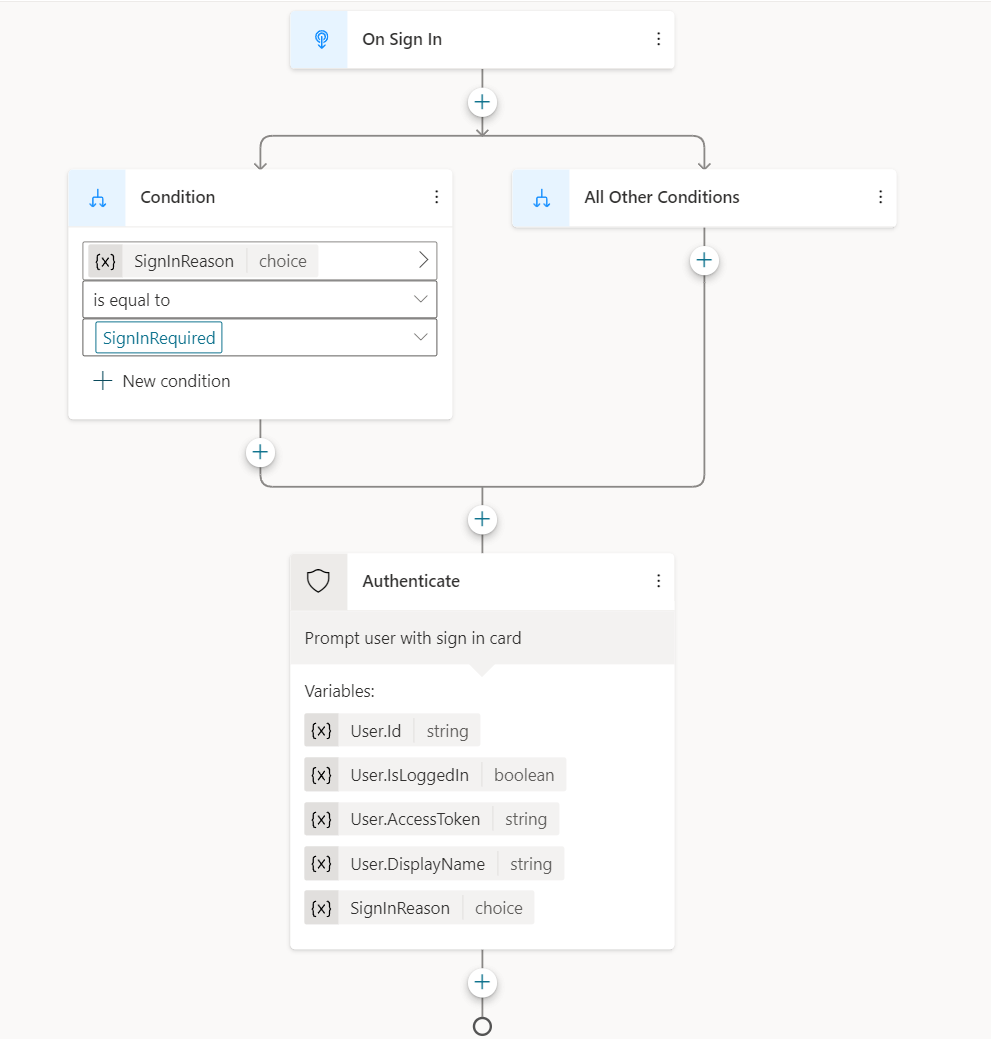 On Sign In
Condition
All Other Conditions
{x} SignInReason choice
is equal to
SignInRequired
New condition
Authenticate
Prompt user with sign in card
Variables:
{x} User.Id string
{x} User.IsLoggedIn boolean
{x} User.AccessToken string
{x} User.DisplayName string
{x} SignInReason choice